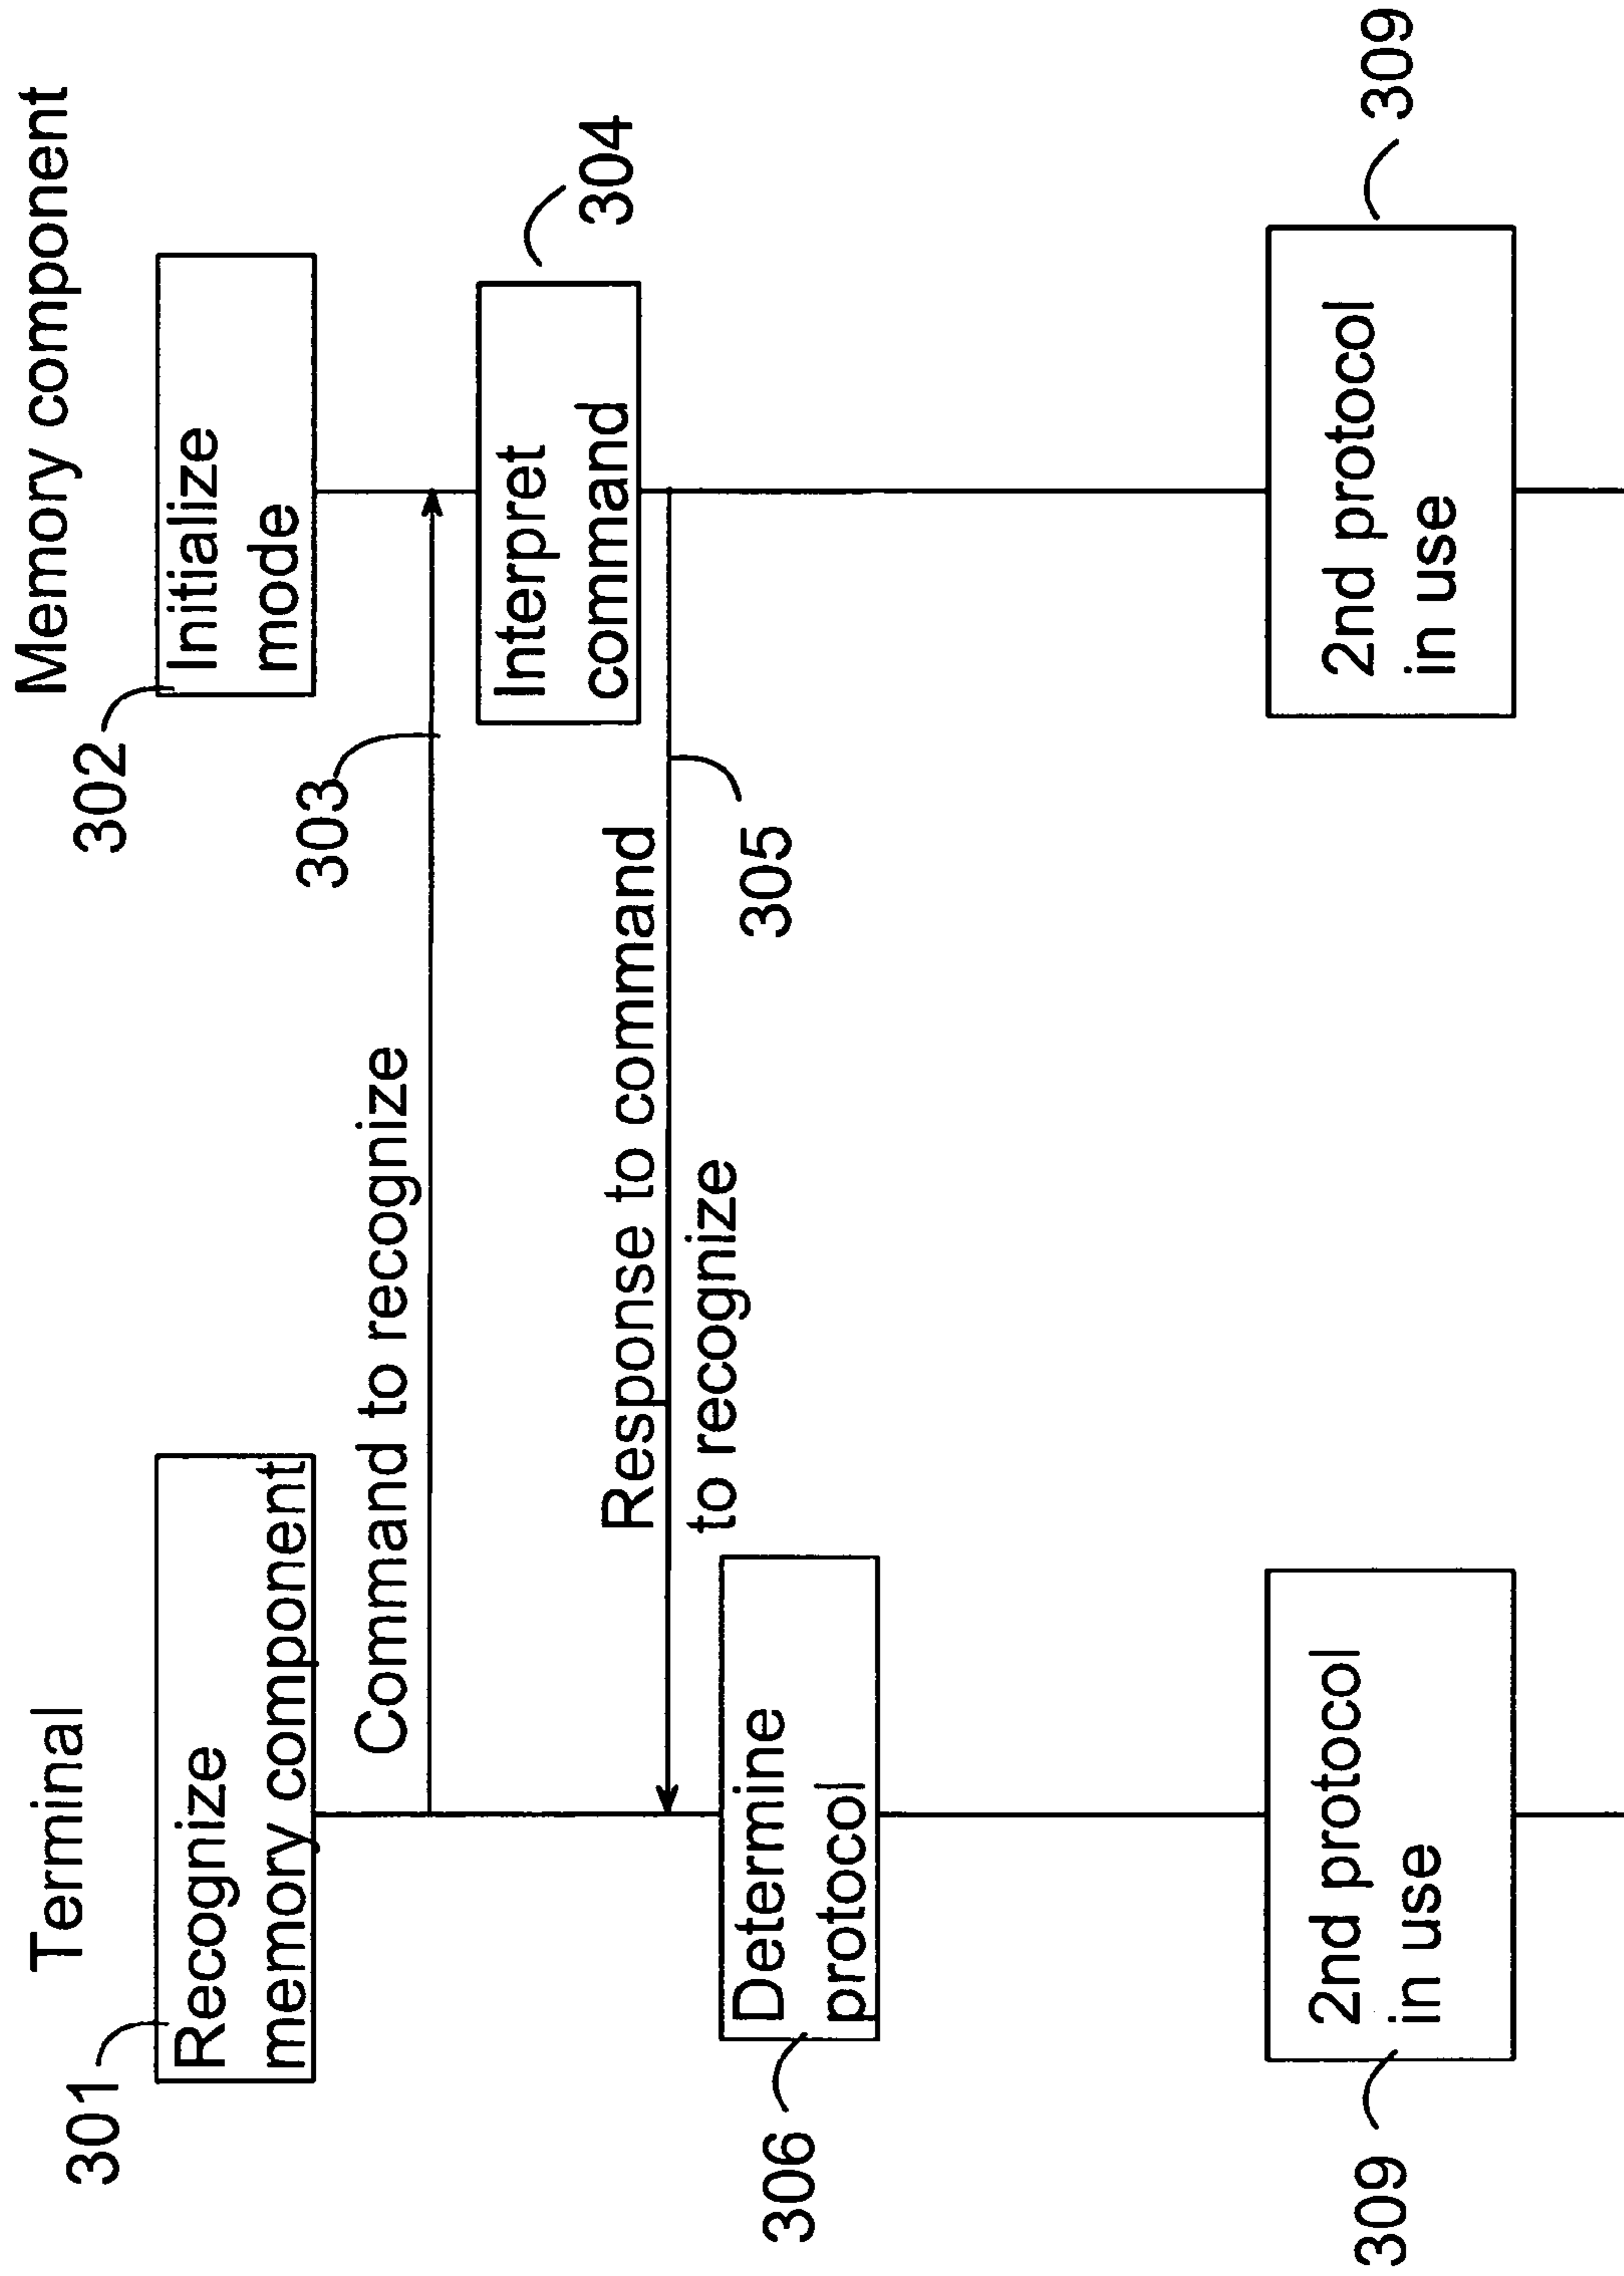 Terminal
Memory component
301
Recognize
memory component
302
Initialize
mode
Command to recognize
303
Interpret
command
304
Response to command
to recognize
305
Determine
protocol
306
2nd protocol
in use
309
2nd protocol
in use
309